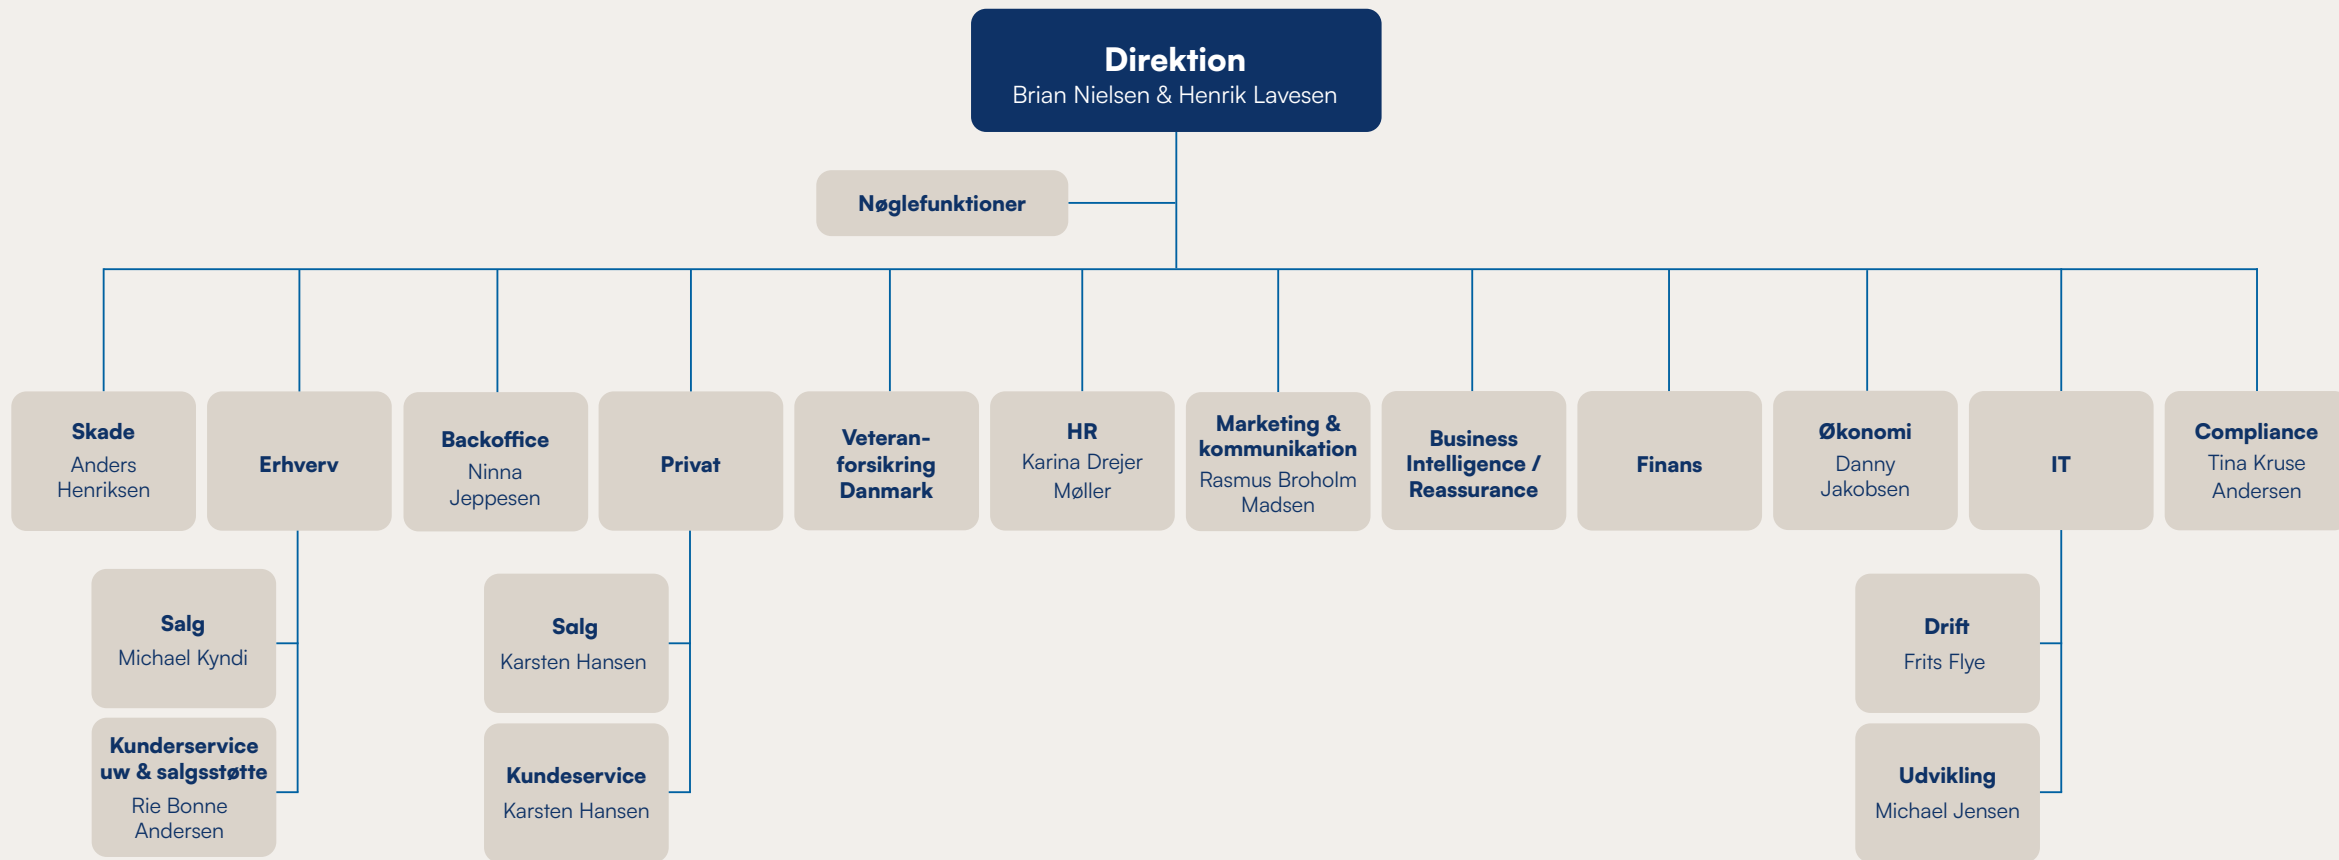 Direktion
Brian Nielsen & Henrik Lavesen
Nøglefunktioner
Skade
Anders
Henriksen
Erhverv
Backoffice
Ninna
Jeppesen
Privat
Veteran-
forsikring
Danmark
HR
Karina Drejer
Møller
Marketing &
kommunikation
Rasmus Broholm
Madsen
Business
Intelligence /
Reassurance
Finans
Økonomi
Danny
Jakobsen
IT
Compliance
Tina Kruse
Andersen
Salg
Michael Kyndi
Kunderservice
uw & salgsstøtte
Rie Bonne
Andersen
Salg
Karsten Hansen
Kundeservice
Karsten Hansen
Drift
Frits Flye
Udvikling
Michael Jensen